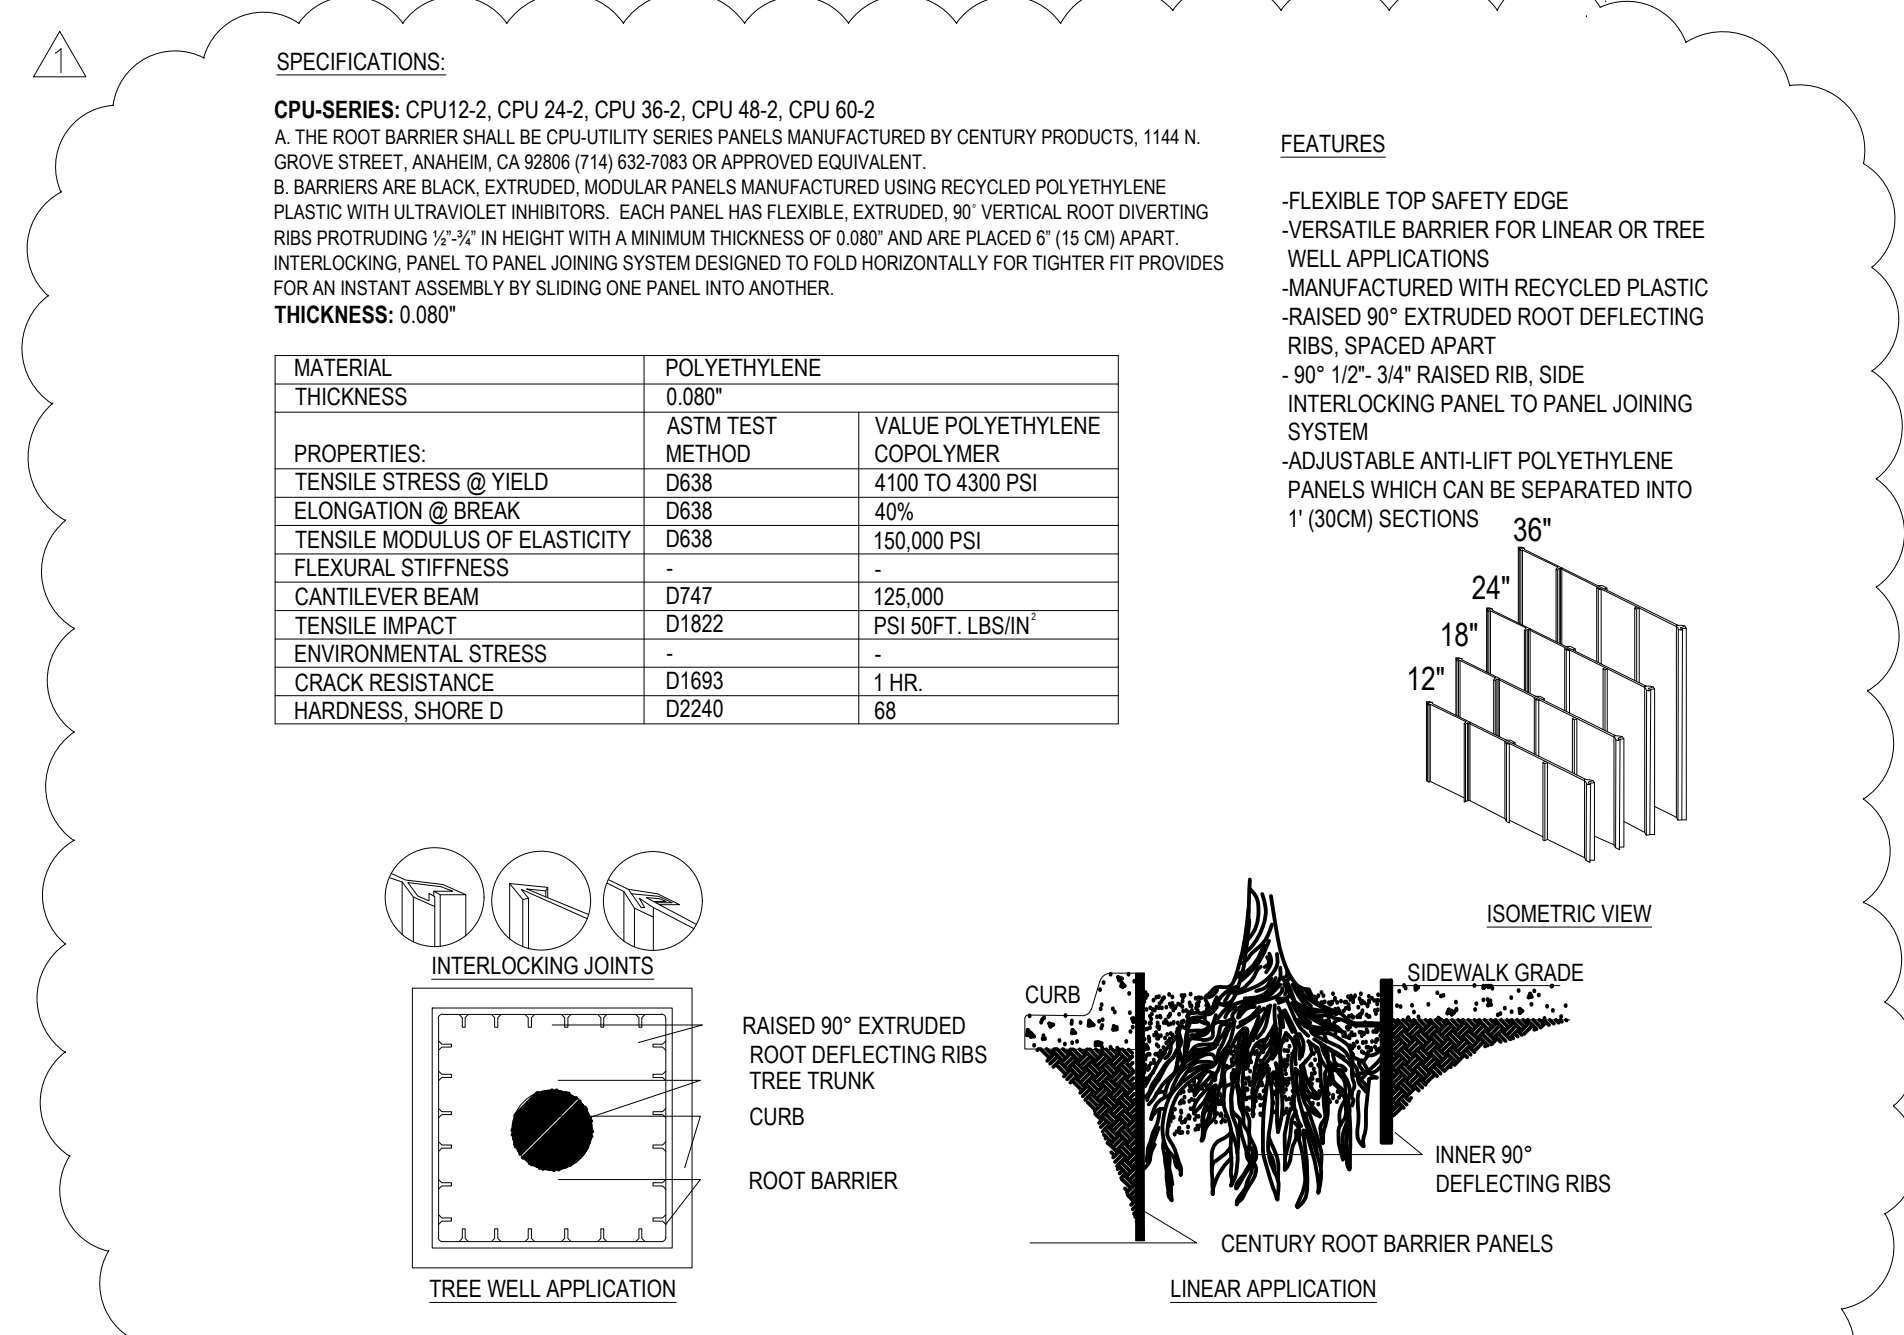 1
SPECIFICATIONS:
CPU-SERIES: CPU12-2, CPU 24-2, CPU 36-2, CPU 48-2, CPU 60-2
A. THE ROOT BARRIER SHALL BE CPU-UTILITY SERIES PANELS MANUFACTURED BY CENTURY PRODUCTS, 1144 N.
GROVE STREET, ANAHEIM, CA 92806 (714) 632-7083 OR APPROVED EQUIVALENT.
B. BARRIERS ARE BLACK, EXTRUDED, MODULAR PANELS MANUFACTURED USING RECYCLED POLYETHYLENE
PLASTIC WITH ULTRAVIOLET INHIBITORS. EACH PANEL HAS FLEXIBLE, EXTRUDED, 90° VERTICAL ROOT DIVERTING
RIBS PROTRUDING ½"-¾" IN HEIGHT WITH A MINIMUM THICKNESS OF 0.080" AND ARE PLACED 6" (15 CM) APART.
INTERLOCKING, PANEL TO PANEL JOINING SYSTEM DESIGNED TO FOLD HORIZONTALLY FOR TIGHTER FIT PROVIDES
FOR AN INSTANT ASSEMBLY BY SLIDING ONE PANEL INTO ANOTHER.
THICKNESS: 0.080"
MATERIAL POLYETHYLENE
THICKNESS 0.080"
PROPERTIES:
ASTM TEST
METHOD
VALUE POLYETHYLENE
COPOLYMER
TENSILE STRESS @ YIELD D638 4100 TO 4300 PSI
ELONGATION @ BREAK D638 40%
TENSILE MODULUS OF ELASTICITY D638 150,000 PSI
FLEXURAL STIFFNESS - -
CANTILEVER BEAM D747 125,000
TENSILE IMPACT D1822 PSI 50FT. LBS/IN²
ENVIRONMENTAL STRESS - -
CRACK RESISTANCE D1693 1 HR.
HARDNESS, SHORE D D2240 68
FEATURES
-FLEXIBLE TOP SAFETY EDGE
-VERSATILE BARRIER FOR LINEAR OR TREE
WELL APPLICATIONS
-MANUFACTURED WITH RECYCLED PLASTIC
-RAISED 90° EXTRUDED ROOT DEFLECTING
RIBS, SPACED APART
- 90° 1/2"- 3/4" RAISED RIB, SIDE
INTERLOCKING PANEL TO PANEL JOINING
SYSTEM
-ADJUSTABLE ANTI-LIFT POLYETHYLENE
PANELS WHICH CAN BE SEPARATED INTO
1' (30CM) SECTIONS
36"
24"
18"
12"
ISOMETRIC VIEW
INTERLOCKING JOINTS
RAISED 90° EXTRUDED
ROOT DEFLECTING RIBS
TREE TRUNK
CURB
ROOT BARRIER
TREE WELL APPLICATION
CURB
SIDEWALK GRADE
INNER 90°
DEFLECTING RIBS
CENTURY ROOT BARRIER PANELS
LINEAR APPLICATION